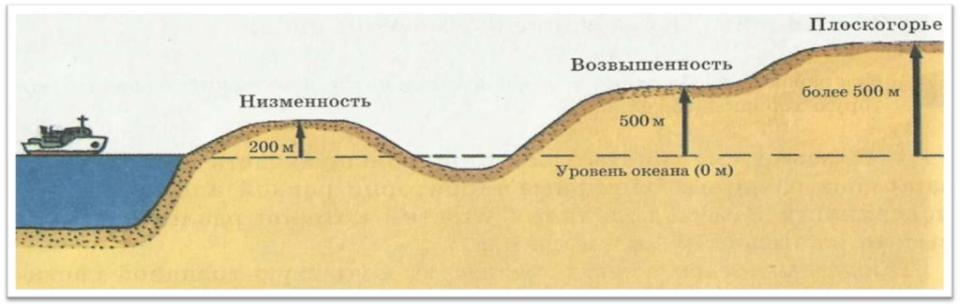 Плоскогорье
Возвышенность
Низменность
более 500 м
500 м
200 м
Уровень океана (0 м)